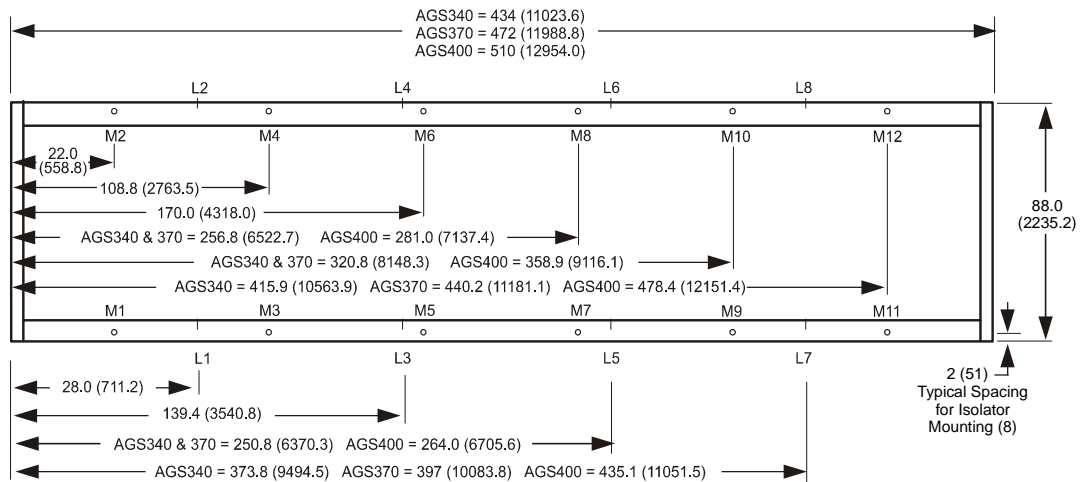 AGS340 = 434 (11023.6)
AGS370 = 472 (11988.8)
AGS400 = 510 (12954.0)
L2 L4 L6 L8
M2 M4 M6 M8 M10 M12
22.0
(558.8)
108.8 (2763.5)
170.0 (4318.0)
88.0
(2235.2)
AGS340 & 370 = 256.8 (6522.7) AGS400 = 281.0 (7137.4)
AGS340 & 370 = 320.8 (8148.3) AGS400 = 358.9 (9116.1)
AGS340 = 415.9 (10563.9) AGS370 = 440.2 (11181.1) AGS400 = 478.4 (12151.4)
M1 M3 M5 M7 M9 M11
L1 L3 L5 L7
2 (51)
Typical Spacing
for Isolator
Mounting (8)
28.0 (711.2)
139.4 (3540.8)
AGS340 & 370 = 250.8 (6370.3) AGS400 = 264.0 (6705.6)
AGS340 = 373.8 (9494.5) AGS370 = 397 (10083.8) AGS400 = 435.1 (11051.5)